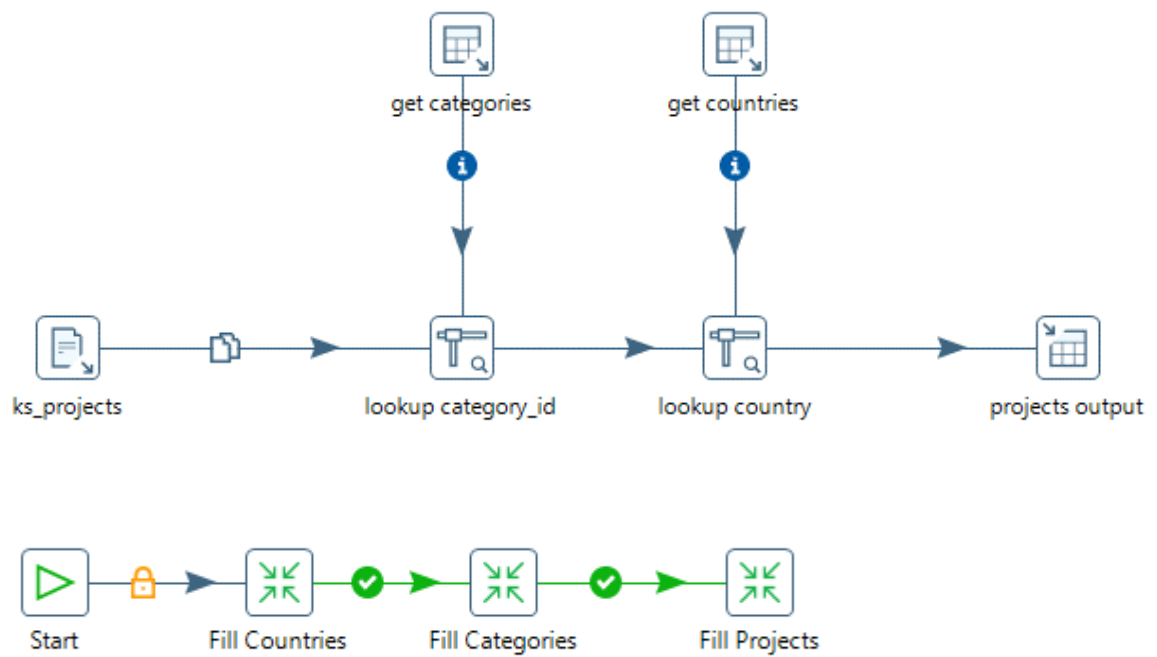 get categories
get countries
ks_projects
lookup category_id
lookup country
projects output
Start
Fill Countries
Fill Categories
Fill Projects